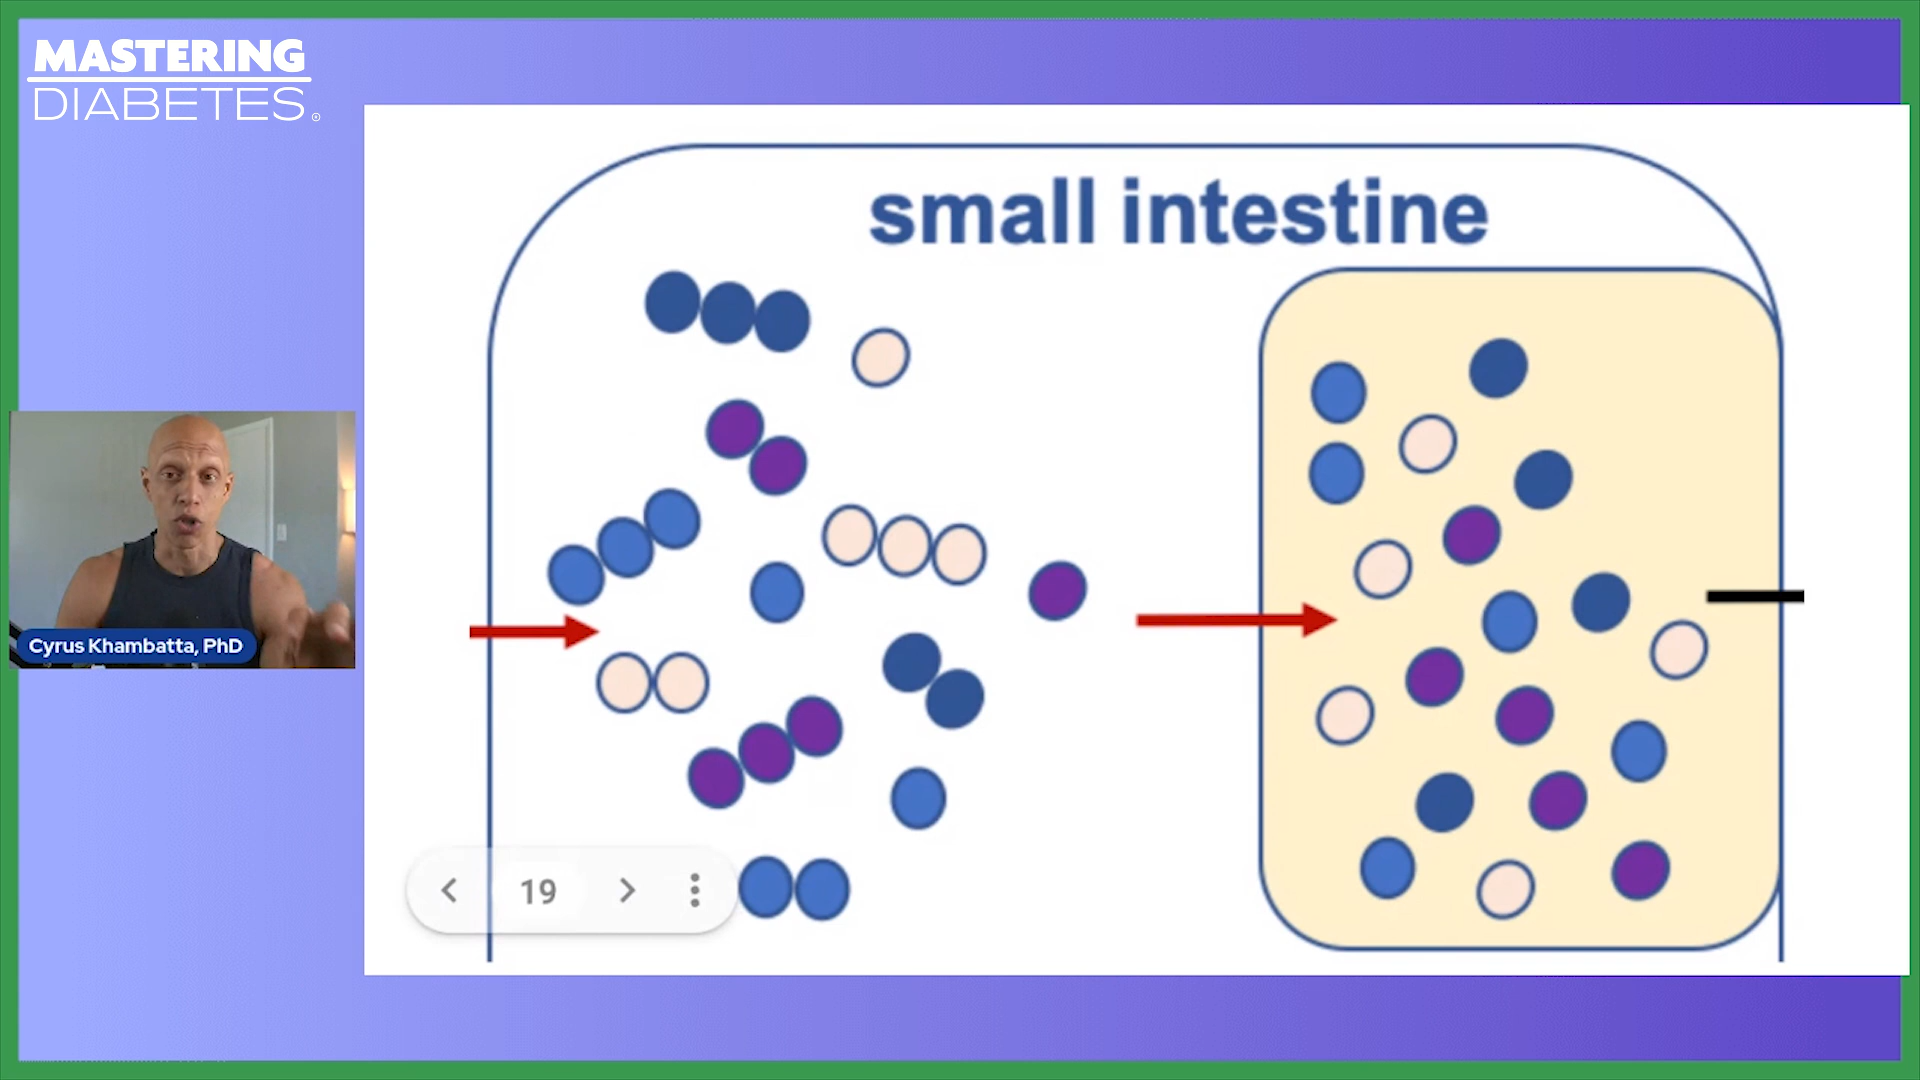 MASTERING
DIABETES®
small intestine
Cyrus Khambatta, PhD
19